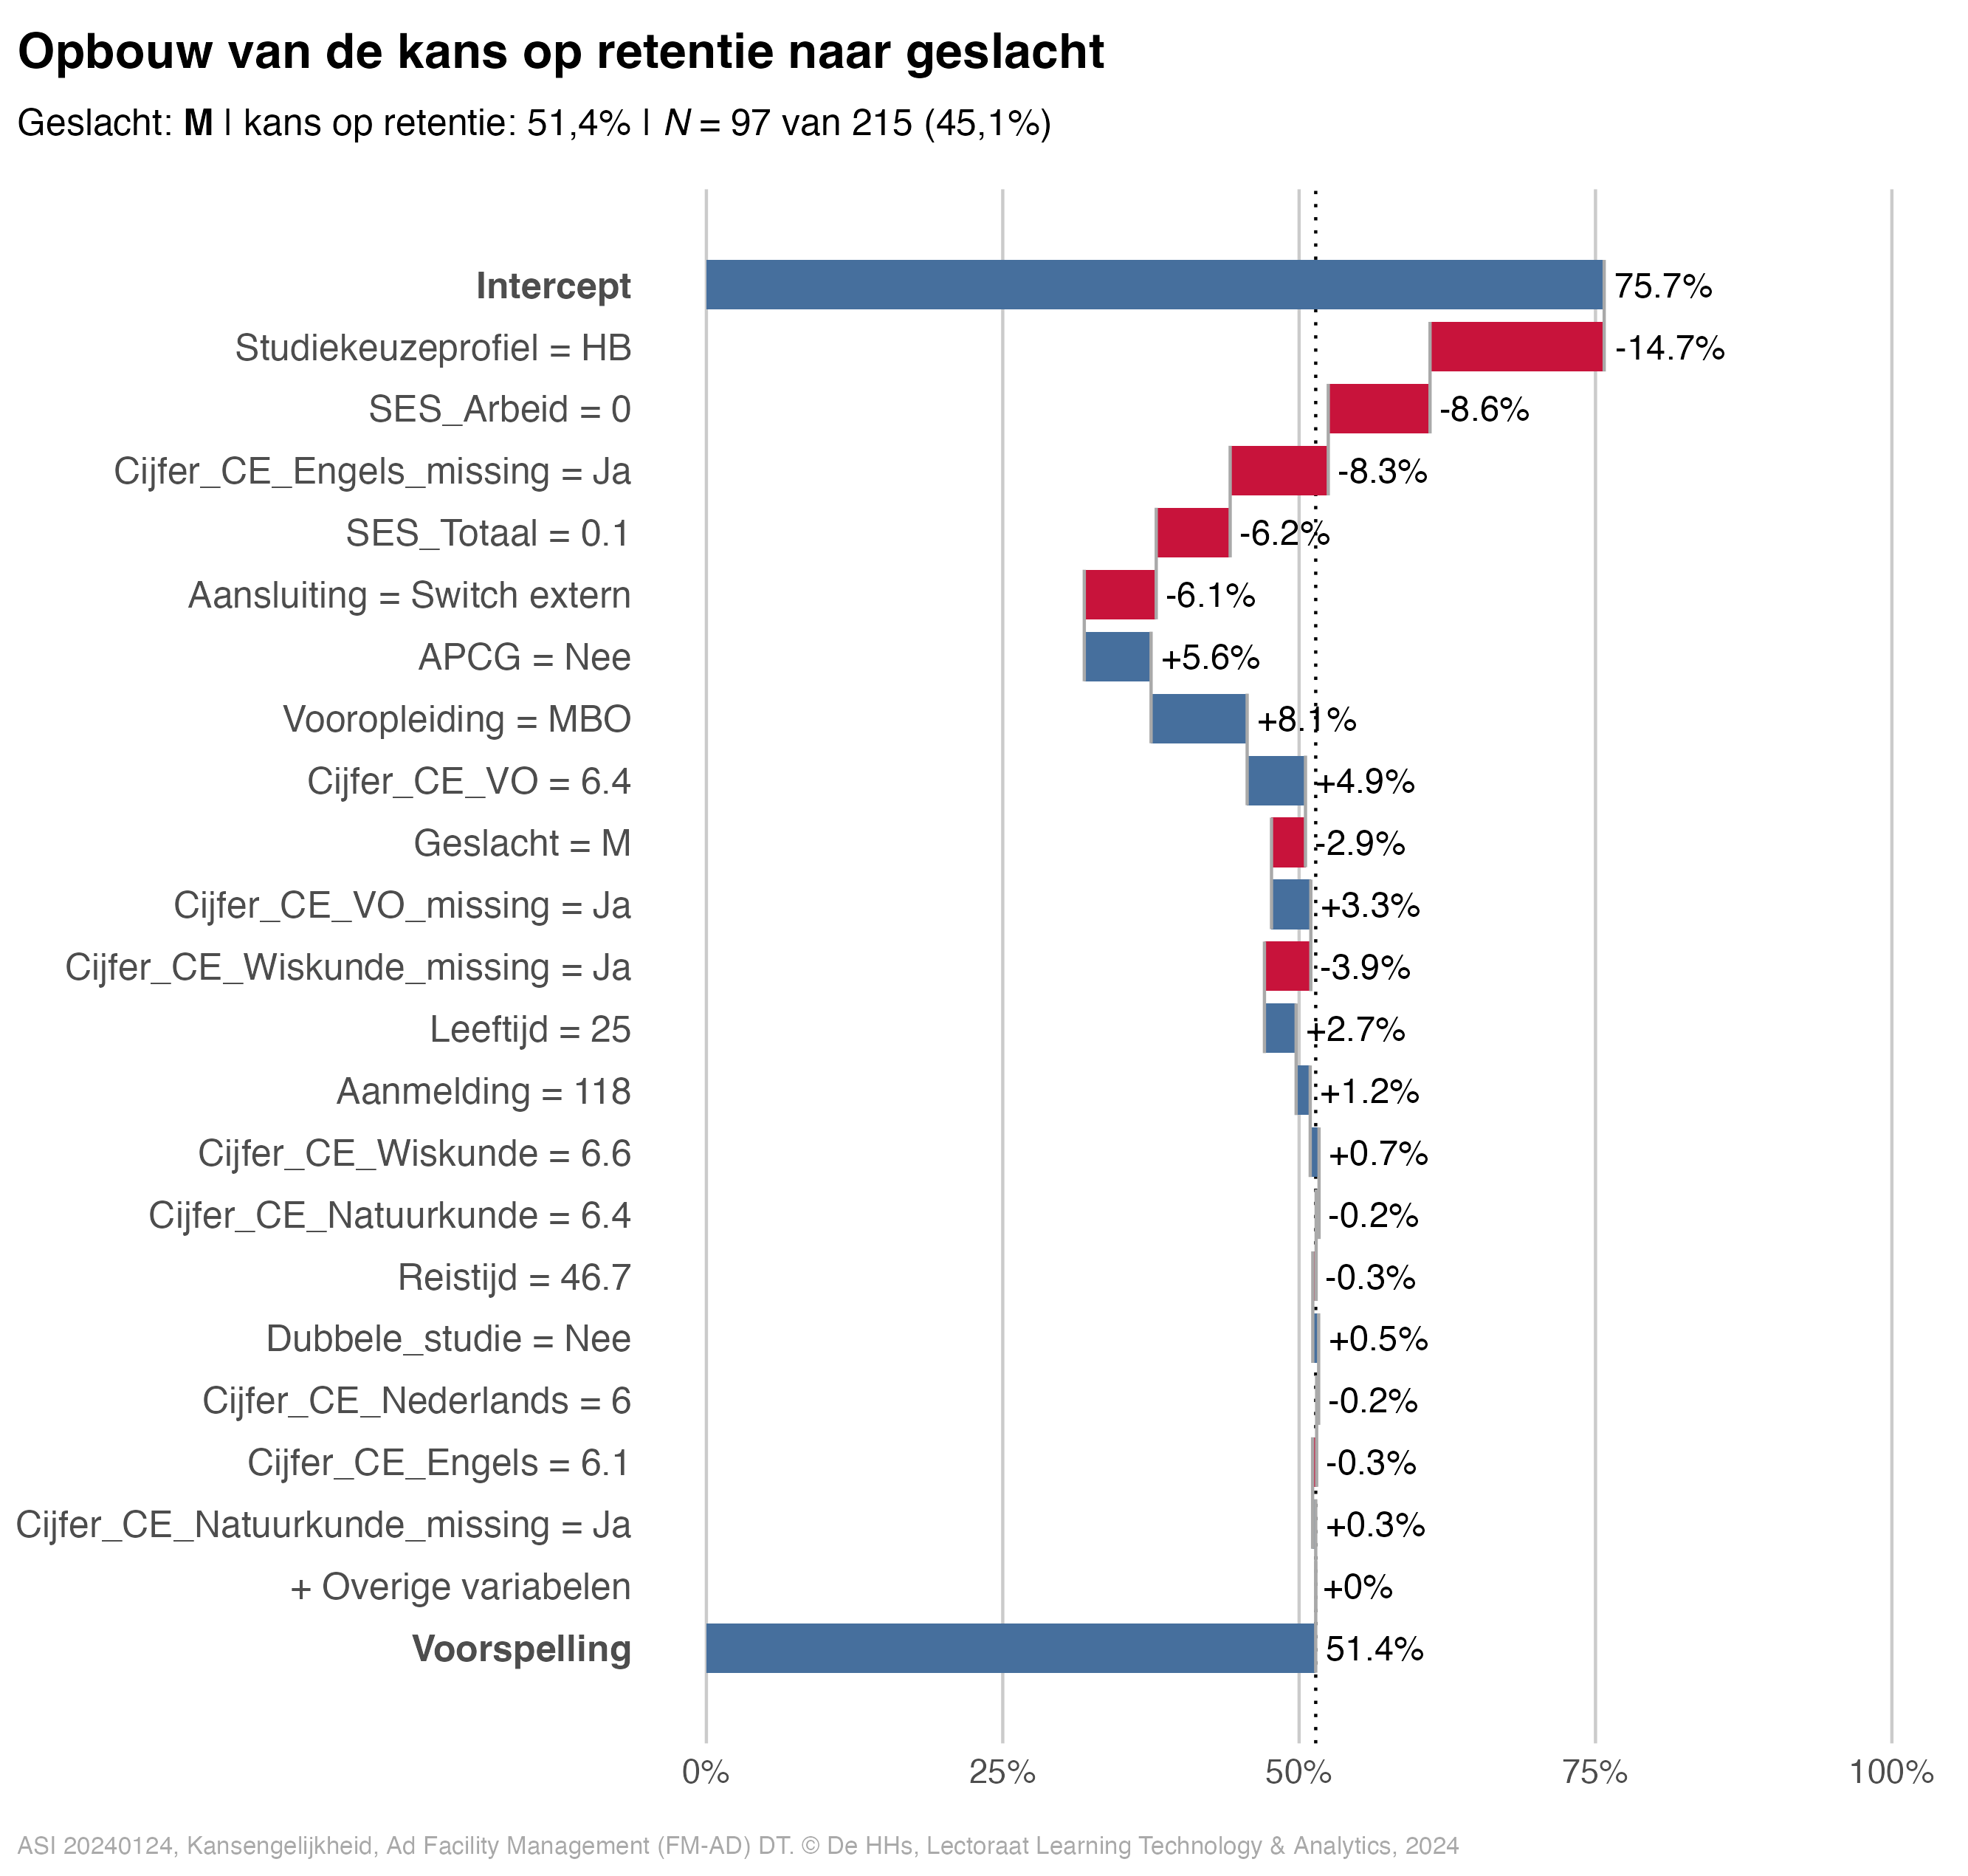 Opbouw van de kans op retentie naar geslacht
Geslacht: M | kans op retentie: 51,4% | N = 97 van 215 (45,1%)
Intercept 75.7%
Studiekeuzeprofiel = HB -14.7%
SES_Arbeid = 0 -8.6%
Cijfer_CE_Engels_missing = Ja -8.3%
SES_Totaal = 0.1 -6.2%
Aansluiting = Switch extern -6.1%
APCG = Nee +5.6%
Vooropleiding = MBO +8.1%
Cijfer_CE_VO = 6.4 +4.9%
Geslacht = M -2.9%
Cijfer_CE_VO_missing = Ja +3.3%
Cijfer_CE_Wiskunde_missing = Ja -3.9%
Leeftijd = 25 +2.7%
Aanmelding = 118 +1.2%
Cijfer_CE_Wiskunde = 6.6 +0.7%
Cijfer_CE_Natuurkunde = 6.4 -0.2%
Reistijd = 46.7 -0.3%
Dubbele_studie = Nee +0.5%
Cijfer_CE_Nederlands = 6 -0.2%
Cijfer_CE_Engels = 6.1 -0.3%
Cijfer_CE_Natuurkunde_missing = Ja +0.3%
+ Overige variabelen +0%
Voorspelling 51.4%
0% 25% 50% 75% 100%
ASI 20240124, Kansengelijkheid, Ad Facility Management (FM-AD) DT. © De HHs, Lectoraat Learning Technology & Analytics, 2024